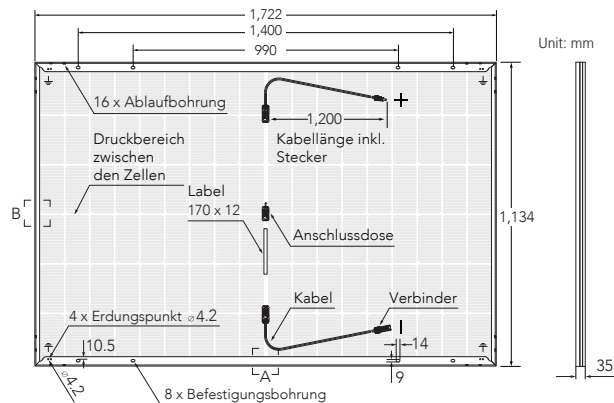 1,722
1,400
990
Unit: mm
16 x Ablaufbohrung
+
1,200
Kabellänge inkl.
Stecker
Druckbereich
zwischen
den Zellen
Label
170 x 12
B
1,134
Anschlussdose
Kabel
Verbinder
4 x Erdungspunkt ⌀4.2
10.5
14
⌀4.2
A
9
35
8 x Befestigungsbohrung